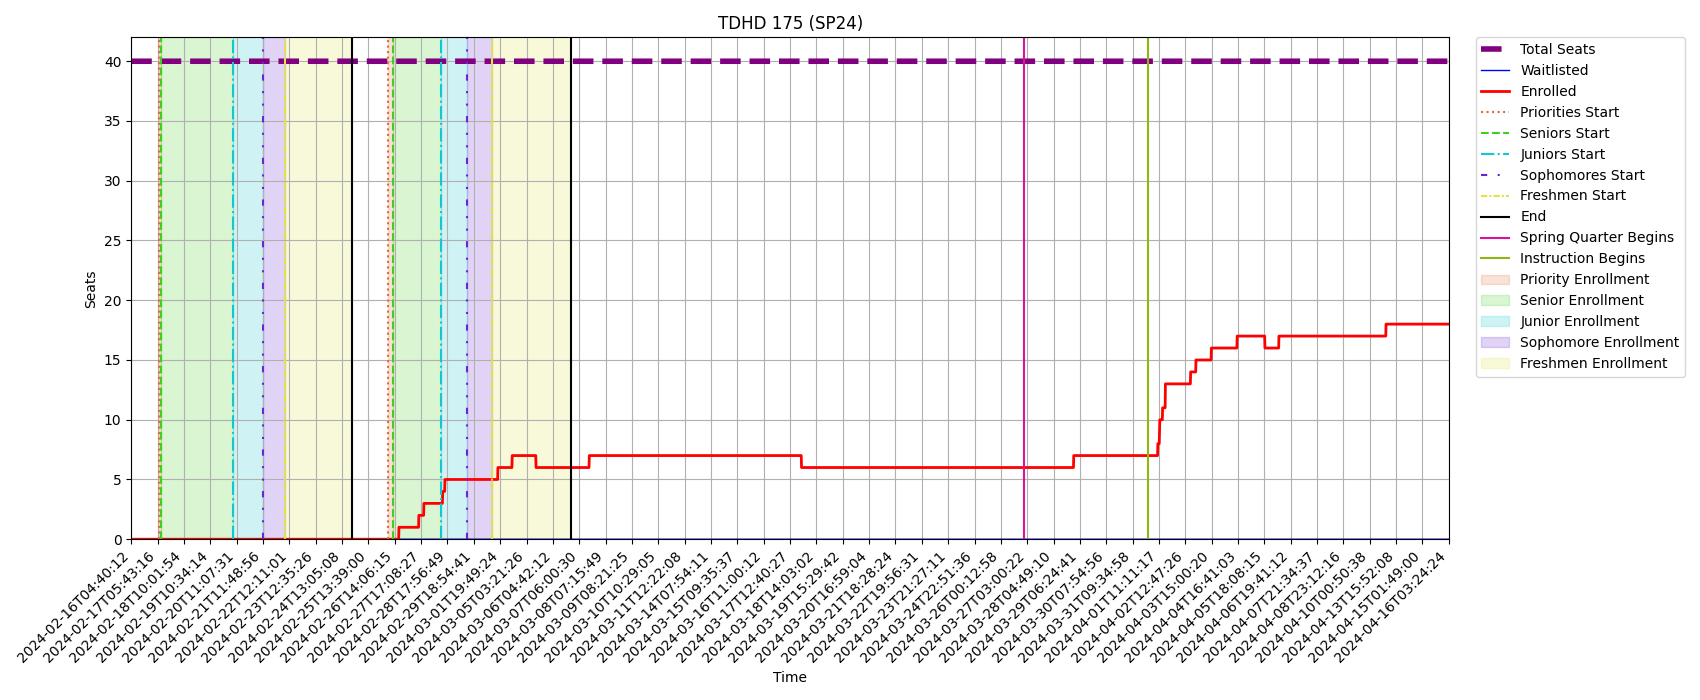 TDHD 175 (SP24)
Seats
40
35
30
25
20
15
10
5
0
2024-02-16T04:40:12
2024-02-17T05:43:16
2024-02-18T10:01:54
2024-02-19T10:34:14
2024-02-20T11:07:31
2024-02-21T11:48:56
2024-02-22T12:11:01
2024-02-23T12:35:26
2024-02-24T13:05:08
2024-02-25T13:39:00
2024-02-26T14:06:15
2024-02-27T17:08:27
2024-02-28T17:56:49
2024-02-29T18:54:41
2024-03-04T19:49:24
2024-03-05T03:21:26
2024-03-06T04:42:12
2024-03-07T06:00:30
2024-03-08T07:15:49
2024-03-09T08:21:25
2024-03-10T10:29:05
2024-03-11T12:22:08
2024-03-14T07:54:11
2024-03-15T09:35:37
2024-03-16T11:00:12
2024-03-17T12:40:27
2024-03-18T14:03:02
2024-03-19T15:29:42
2024-03-20T16:59:04
2024-03-21T18:28:24
2024-03-22T19:56:31
2024-03-23T21:27:11
2024-03-24T22:51:36
2024-03-26T00:12:58
2024-03-27T03:00:22
2024-03-28T04:49:10
2024-03-29T06:24:41
2024-03-30T07:54:56
2024-03-31T09:34:58
2024-04-01T11:11:17
2024-04-02T12:47:26
2024-04-03T15:00:20
2024-04-04T16:41:03
2024-04-05T18:08:15
2024-04-06T19:41:12
2024-04-07T21:34:37
2024-04-08T23:12:16
2024-04-10T00:50:38
2024-04-13T15:52:08
2024-04-15T01:49:00
2024-04-16T03:24:24
Time
Total Seats
Waitlisted
Enrolled
Priorities Start
Seniors Start
Juniors Start
Sophomores Start
Freshmen Start
End
Spring Quarter Begins
Instruction Begins
Priority Enrollment
Senior Enrollment
Junior Enrollment
Sophomore Enrollment
Freshmen Enrollment